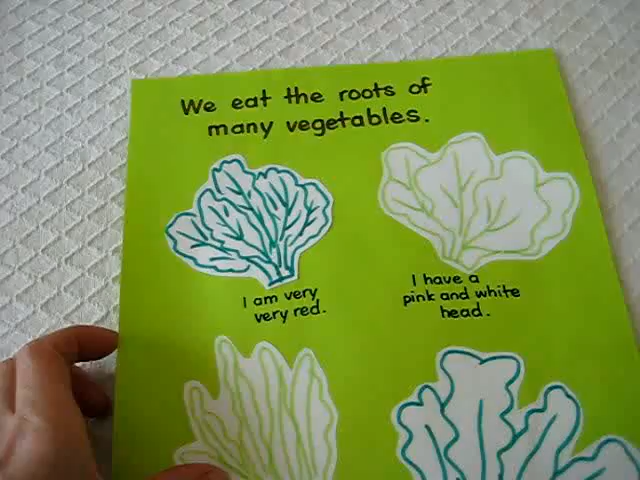 We eat the roots of
many vegetables.
I am very
very red.
I have a
pink and white
head.